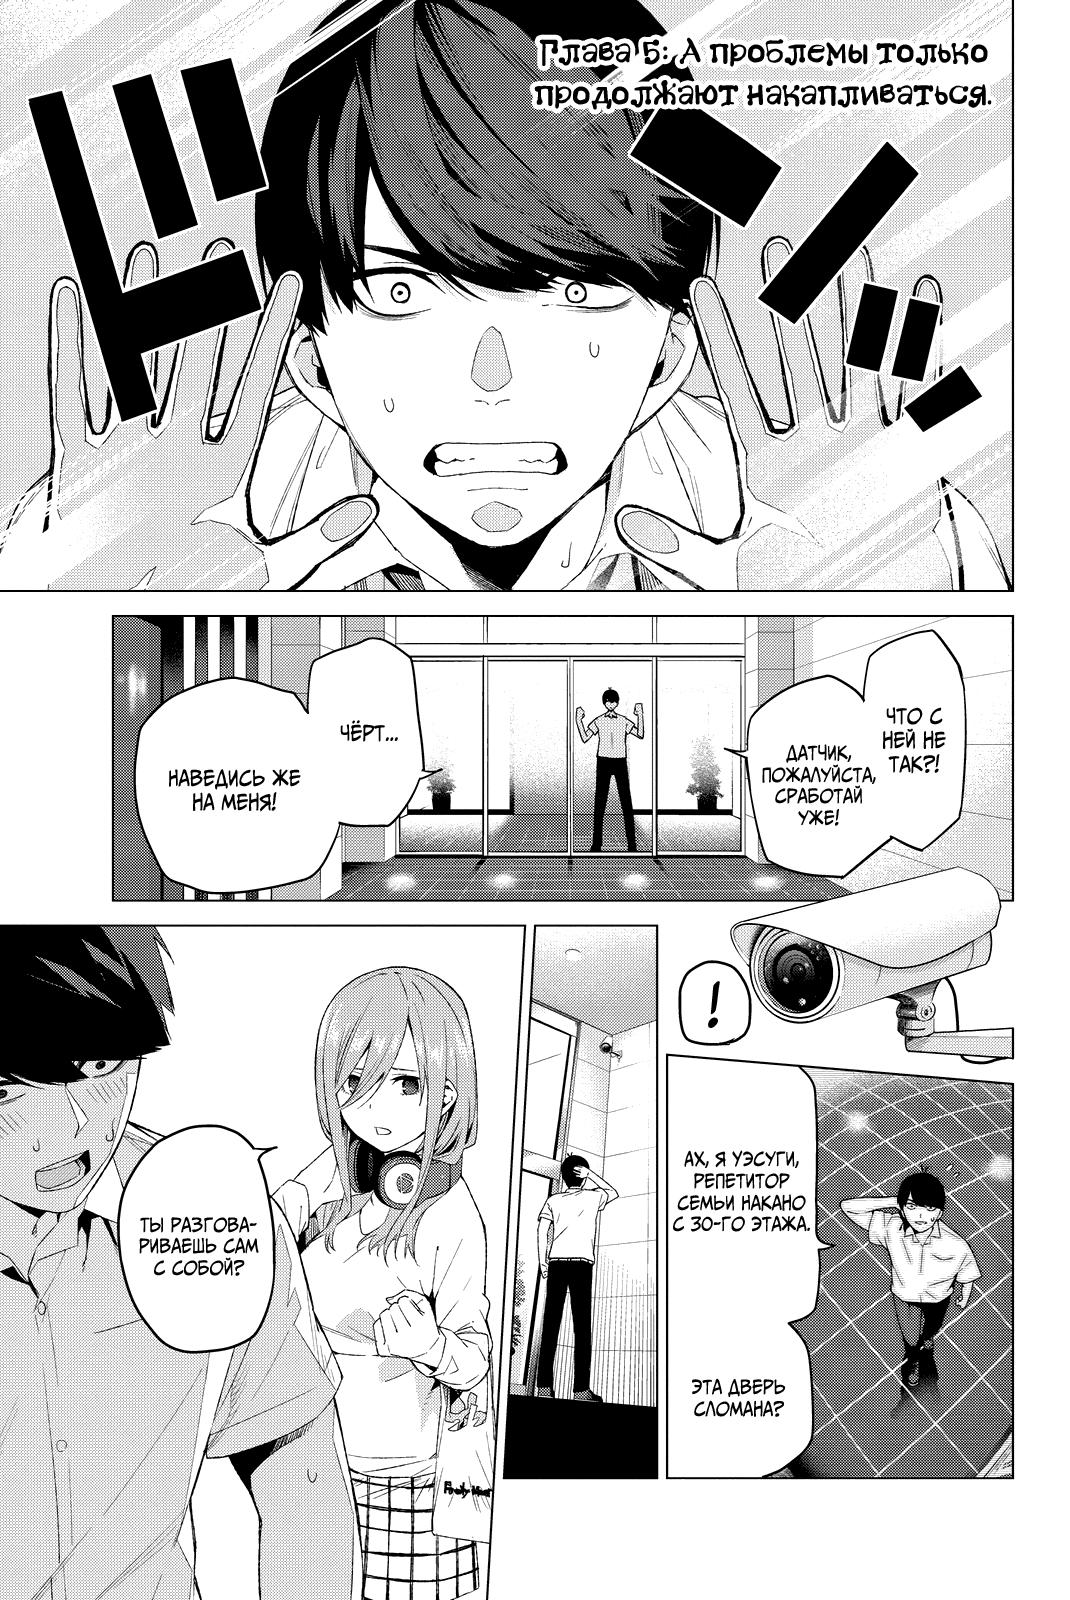 Глава 5: А проблемы только
продолжают накапливаться.
ドドン
ЧТО С
НЕЙ НЕ
ТАК?!
ДАТЧИК,
ПОЖАЛУЙСТА,
СРАБОТАЙ
УЖЕ!
ЧЁРТ...
НАВЕДИСЬ ЖЕ
НА МЕНЯ!
!
АХ, Я УЭСУГИ,
РЕПЕТИТОР
СЕМЬИ НАКАНО
С 30-ГО ЭТАЖА.
ЭТА ДВЕРЬ
СЛОМАНА?
ТЫ РАЗГОВА-
РИВАЕШЬ САМ
С СОБОЙ?